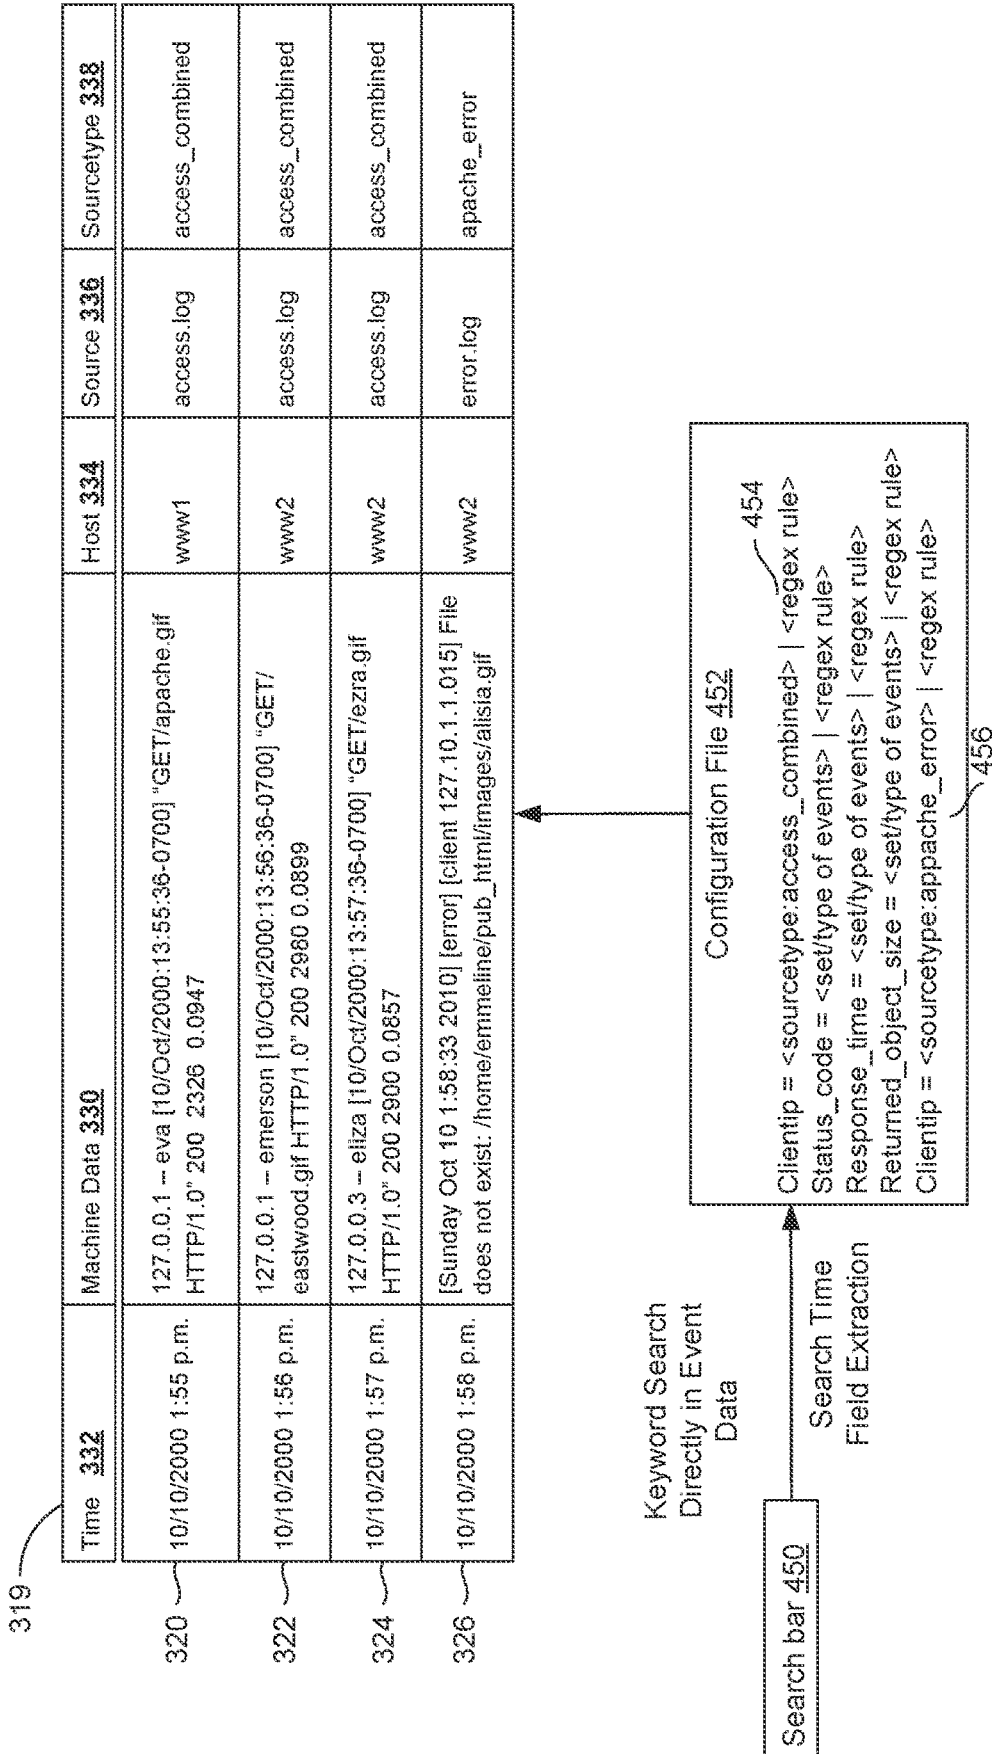 319
Time 332
Machine Data 330
Host 334
Source 336
Sourcetype 338
320
10/10/2000 1:55 p.m.
127.0.0.1 – eva [10/Oct/2000:13:55:36-0700] "GET/apache.gif
HTTP/1.0" 200 2326 0.0947
www1
access.log
access_combined
322
10/10/2000 1:56 p.m.
127.0.0.1 – emerson [10/Oct/2000:13:56:36-0700] "GET/
eastwood.gif HTTP/1.0" 200 2980 0.0899
www2
access.log
access_combined
324
10/10/2000 1:57 p.m.
127.0.0.3 – eliza [10/Oct/2000:13:57:36-0700] "GET/ezra.gif
HTTP/1.0" 200 2900 0.0857
www2
access.log
access_combined
326
10/10/2000 1:58 p.m.
[Sunday Oct 10 1:58:33 2010] [error] [client 127.10.1.1.015] File
does not exist: /home/emmeline/pub_html/images/alisia.gif
www2
error.log
apache_error
Keyword Search
Directly in Event
Data
Search bar 450
Search Time
Field Extraction
Configuration File 452
454
Clientip = <sourcetype:access_combined> | <regex rule>
Status_code = <set/type of events> | <regex rule>
Response_time = <set/type of events> | <regex rule>
Returned_object_size = <set/type of events> | <regex rule>
Clientip = <sourcetype:appache_error> | <regex rule>
456